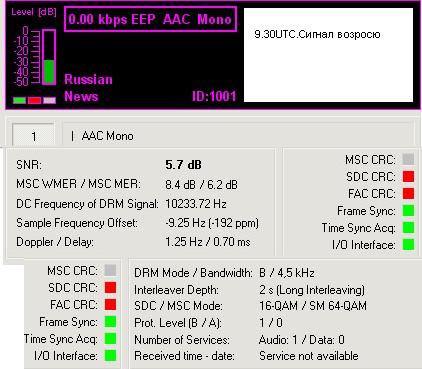 Level [dB]
0.00 kbps EEP AAC Mono
0
-10
-20
-30
-40
-50
9.30UTC.Сигнал возросю
Russian
News
ID:1001
1
| AAC Mono
SNR: 5.7 dB
MSC WMER / MSC MER: 8.4 dB / 6.2 dB
DC Frequency of DRM Signal: 10233.72 Hz
Sample Frequency Offset: -9.25 Hz (-192 ppm)
Doppler / Delay: 1.25 Hz / 0.70 ms
MSC CRC:
SDC CRC:
FAC CRC:
Frame Sync:
Time Sync Acq:
I/O Interface:
MSC CRC:
SDC CRC:
FAC CRC:
Frame Sync:
Time Sync Acq:
I/O Interface:
DRM Mode / Bandwidth: B / 4,5 kHz
Interleaver Depth: 2 s (Long Interleaving)
SDC / MSC Mode: 16-QAM / SM 64-QAM
Prot. Level (B / A): 1 / 0
Number of Services: Audio: 1 / Data: 0
Received time - date: Service not available